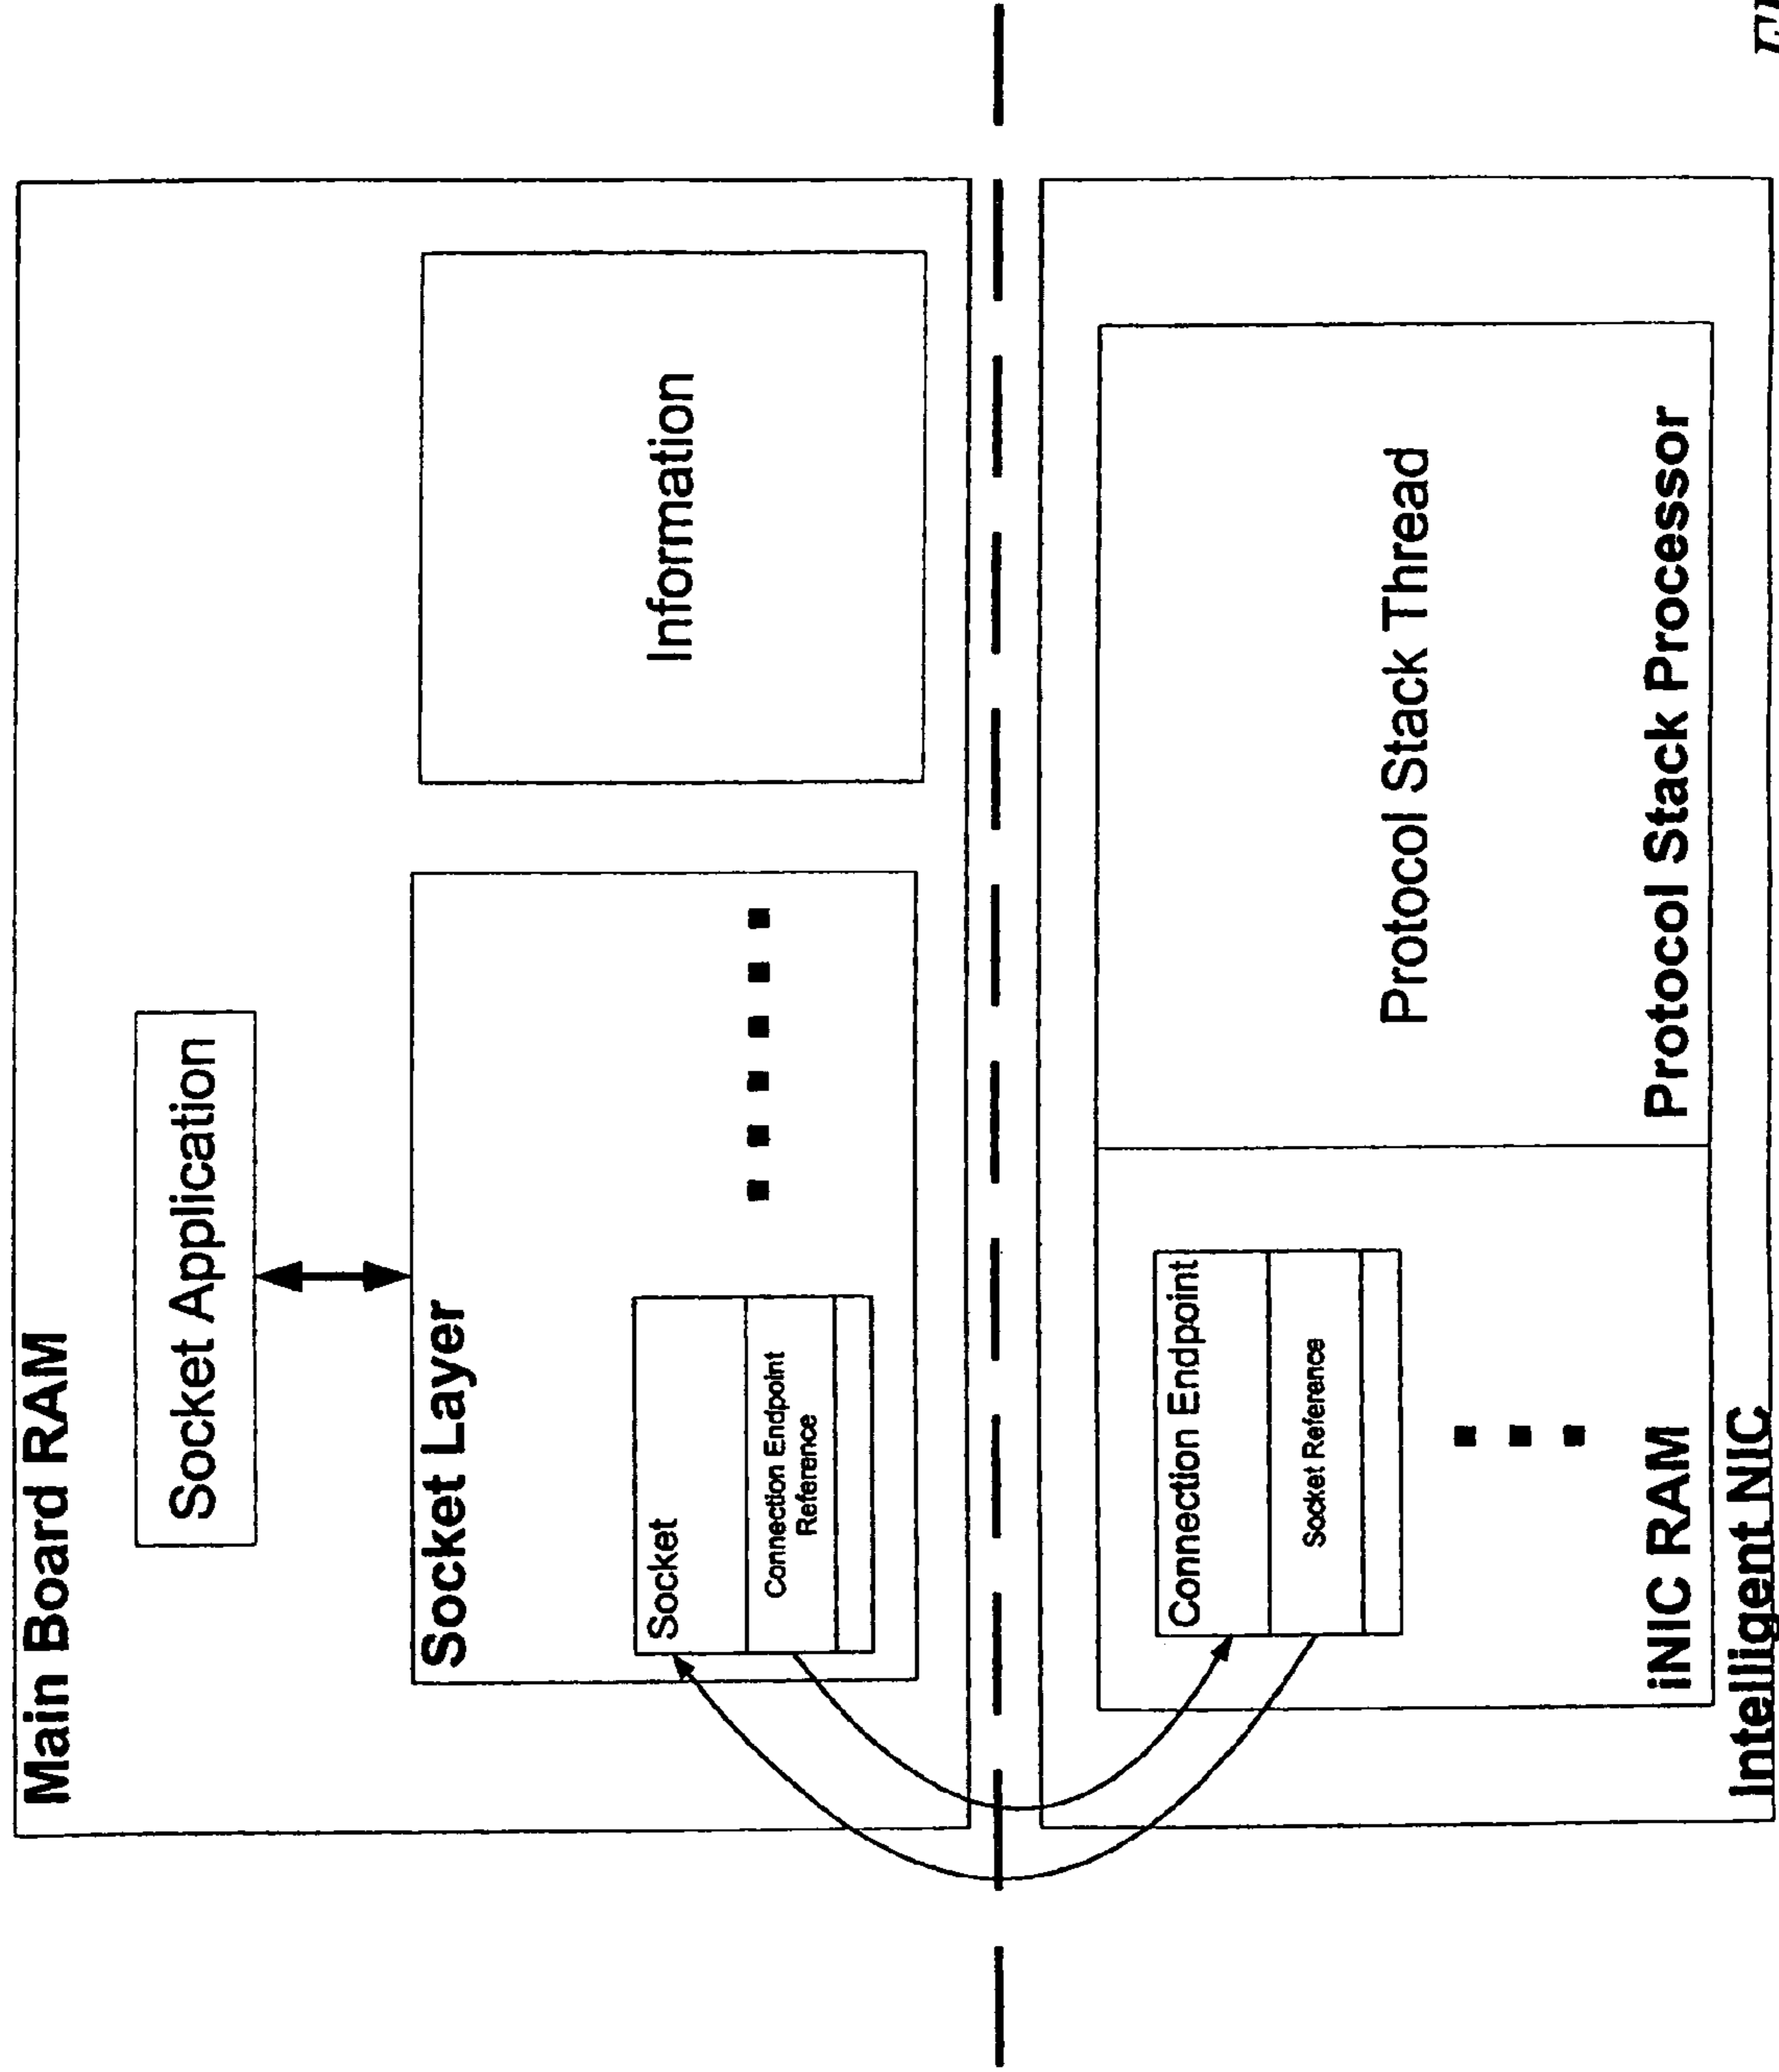 Main Board RAM
Socket Application
Socket Layer
Socket
Connection Endpoint
Reference
Information
Connection Endpoint
Socket Reference
iNIC RAM
Protocol Stack Thread
Protocol Stack Processor
Intelligent NIC